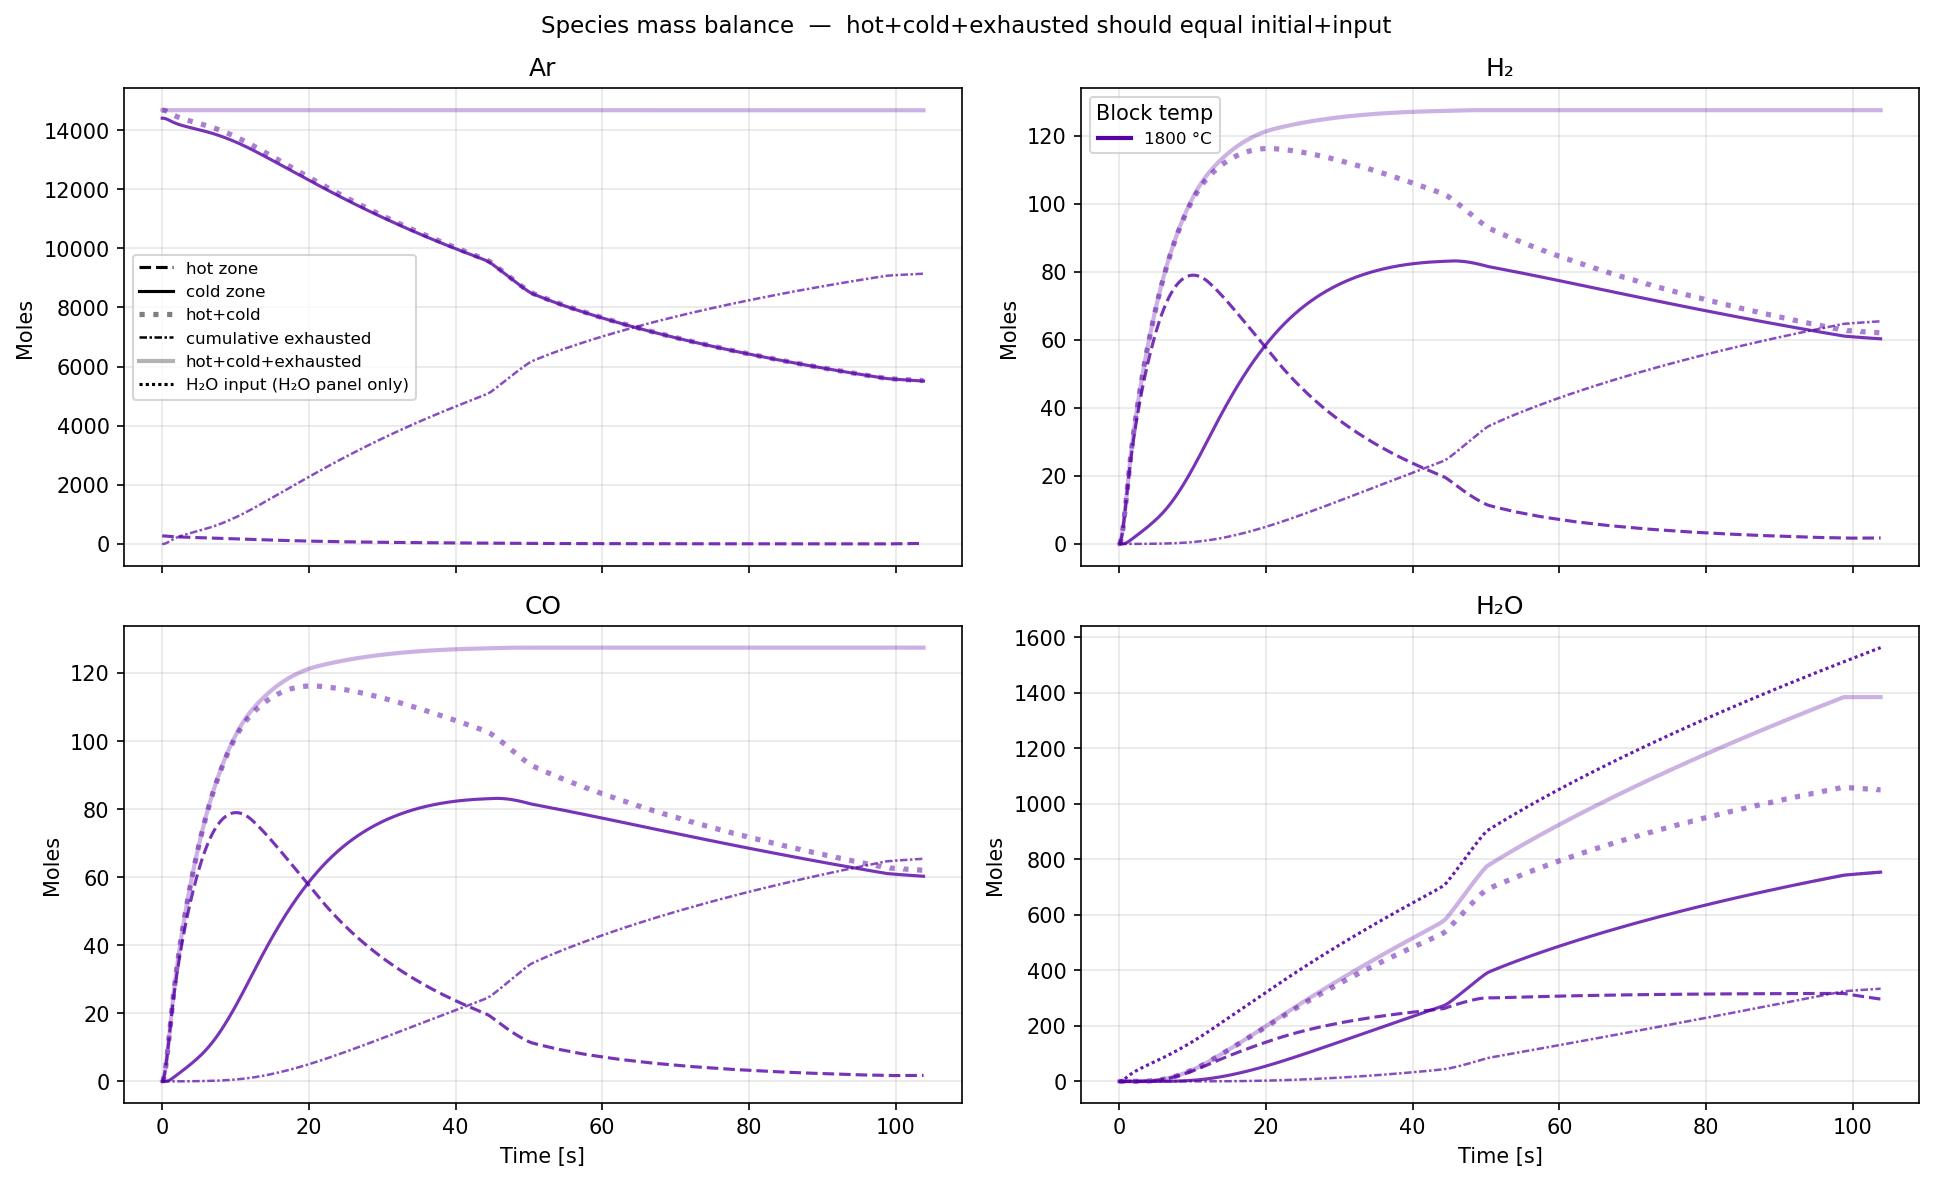 Species mass balance — hot+cold+exhausted should equal initial+input
Ar
Moles
14000
12000
10000
8000
6000
4000
2000
0
hot zone
cold zone
hot+cold
cumulative exhausted
hot+cold+exhausted
H₂O input (H₂O panel only)
H₂
Moles
120
100
80
60
40
20
0
Block temp
1800 °C
CO
Moles
120
100
80
60
40
20
0
0 20 40 60 80 100
Time [s]
H₂O
Moles
1600
1400
1200
1000
800
600
400
200
0
0 20 40 60 80 100
Time [s]